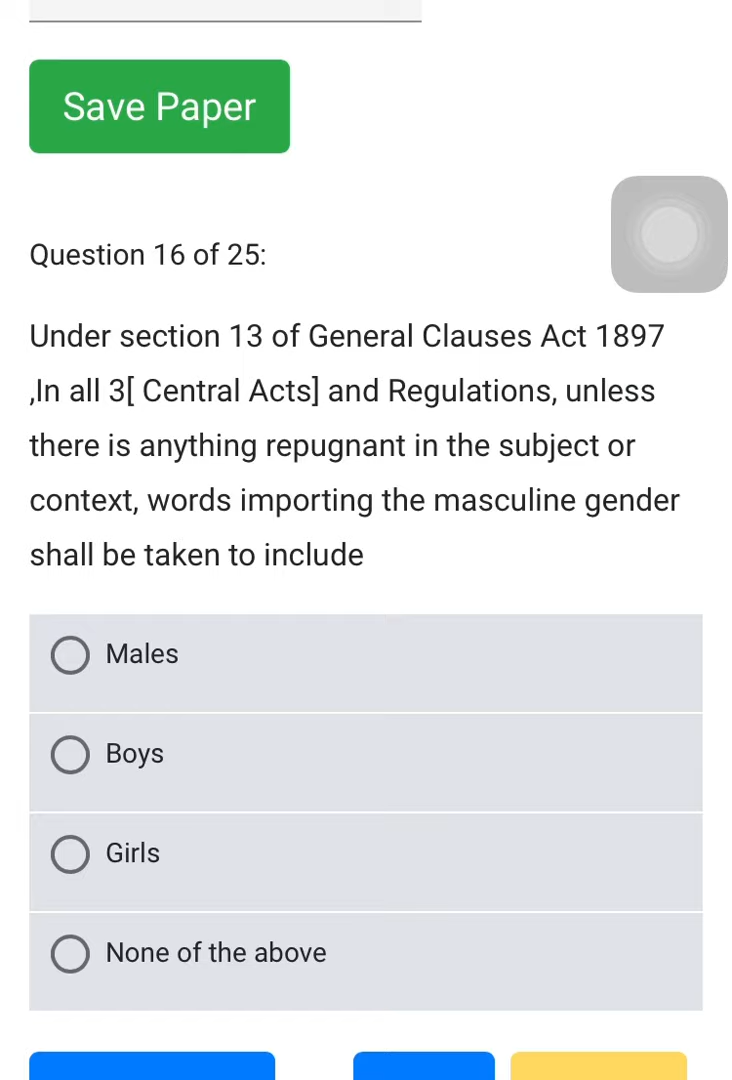 Save Paper
Question 16 of 25:
Under section 13 of General Clauses Act 1897
,In all 3[ Central Acts] and Regulations, unless
there is anything repugnant in the subject or
context, words importing the masculine gender
shall be taken to include
Males
Boys
Girls
None of the above